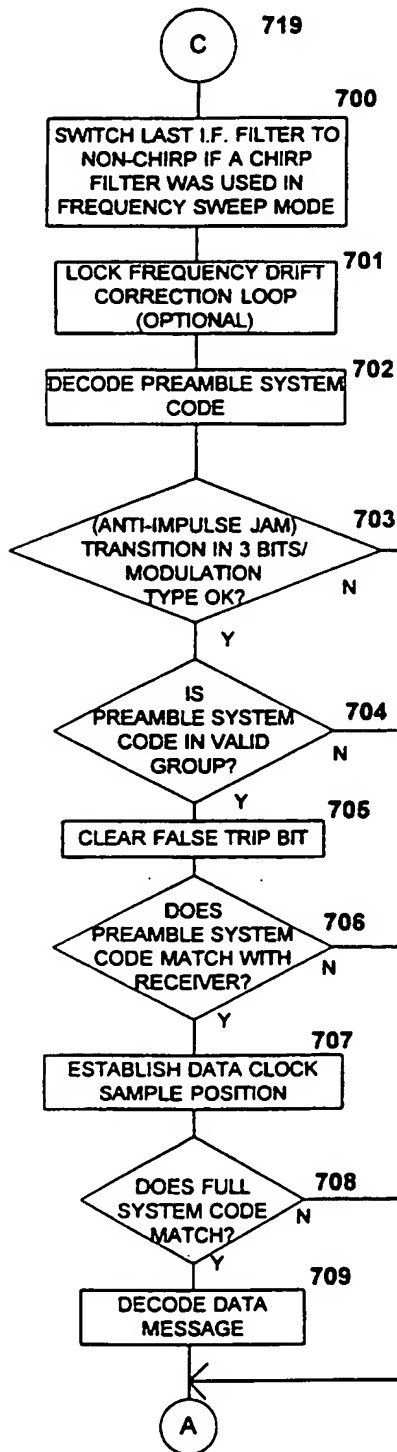 719
C
700
SWITCH LAST I.F. FILTER TO
NON-CHIRP IF A CHIRP
FILTER WAS USED IN
FREQUENCY SWEEP MODE
701
LOCK FREQUENCY DRIFT
CORRECTION LOOP
(OPTIONAL)
702
DECODE PREAMBLE SYSTEM
CODE
703
(ANTI-IMPULSE JAM)
TRANSITION IN 3 BITS/
MODULATION
TYPE OK?
N
Y
IS
PREAMBLE SYSTEM
CODE IN VALID
GROUP?
704
N
Y
705
CLEAR FALSE TRIP BIT
DOES
PREAMBLE SYSTEM
CODE MATCH WITH
RECEIVER?
706
N
Y
707
ESTABLISH DATA CLOCK
SAMPLE POSITION
708
DOES FULL
SYSTEM CODE
MATCH?
N
Y
709
DECODE DATA
MESSAGE
A